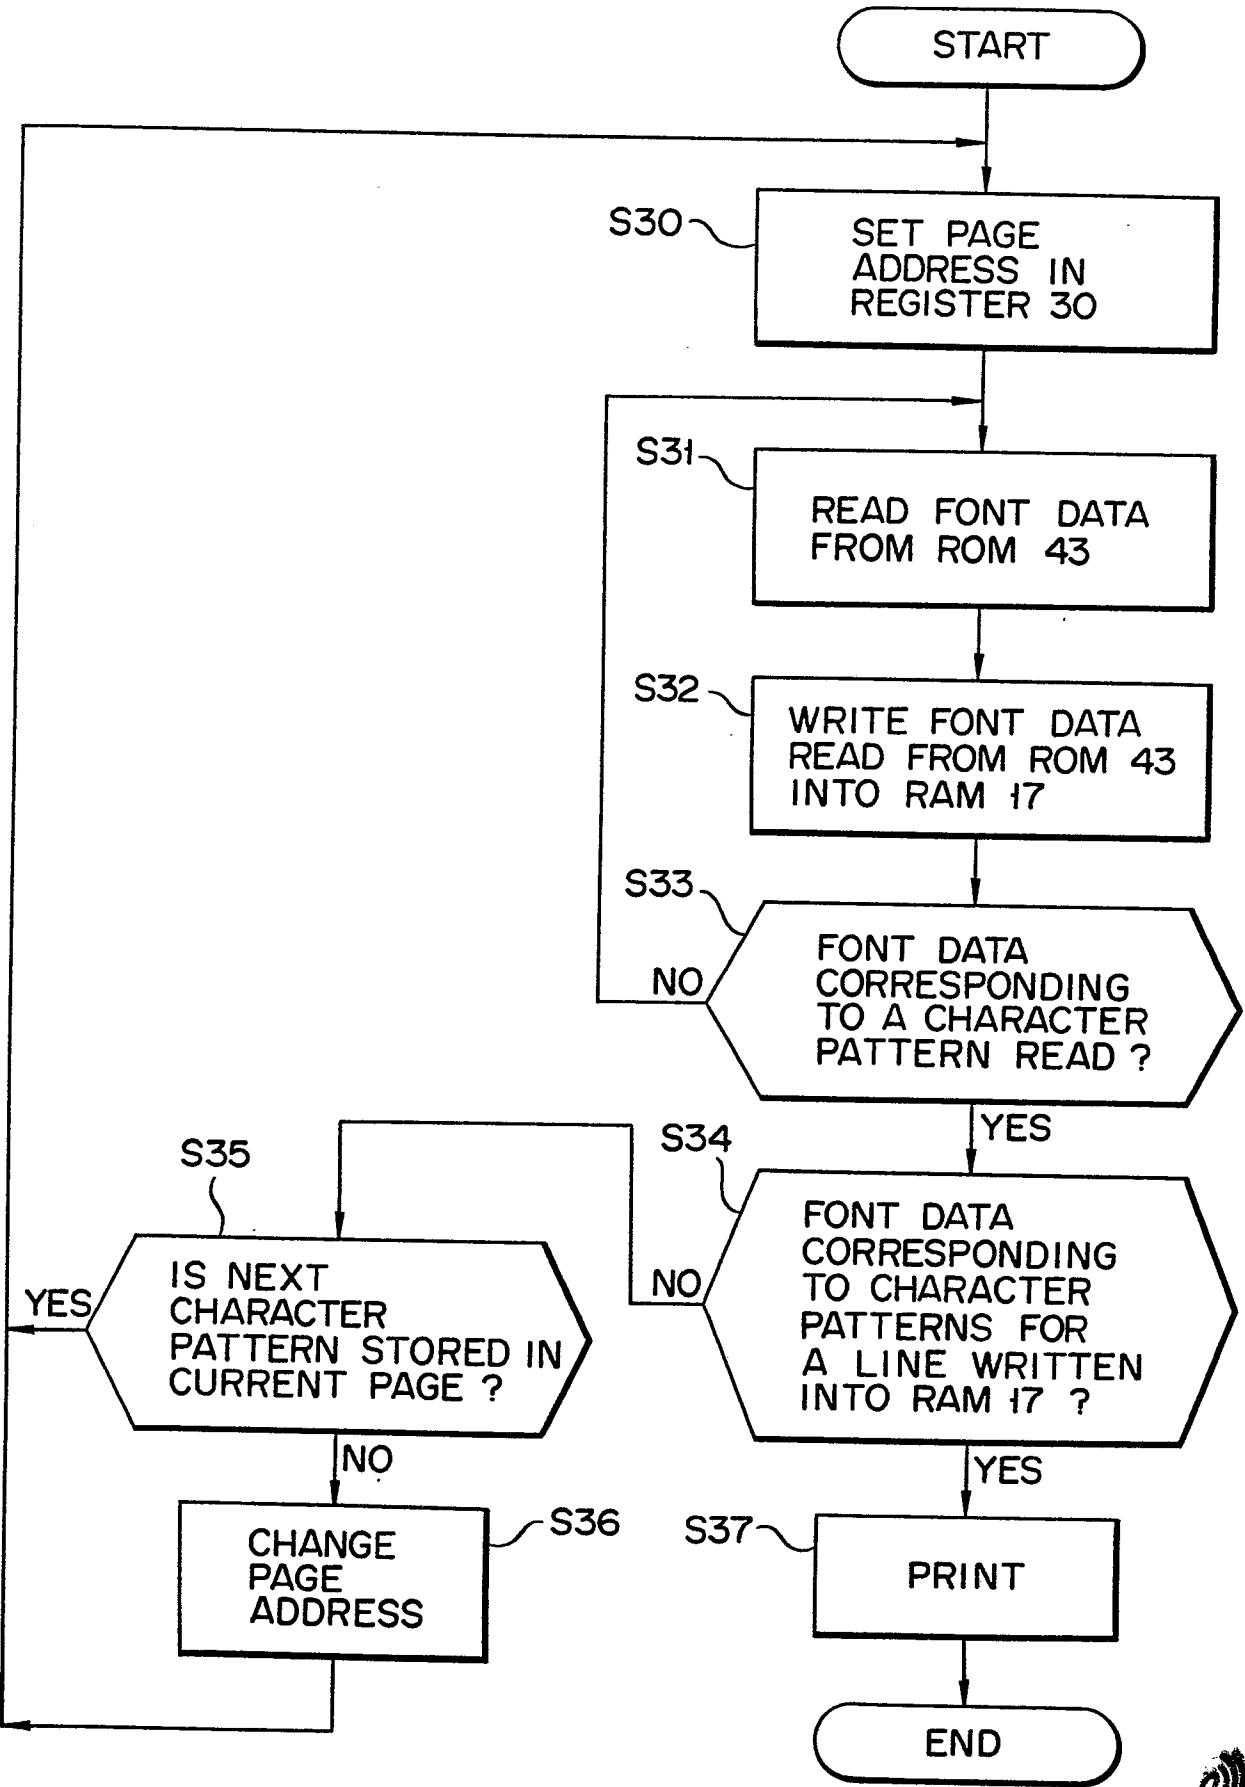 START
S30
SET PAGE
ADDRESS IN
REGISTER 30
S31
READ FONT DATA
FROM ROM 43
S32
WRITE FONT DATA
READ FROM ROM 43
INTO RAM 17
S33
FONT DATA
CORRESPONDING
TO A CHARACTER
PATTERN READ ?
NO
YES
S34
FONT DATA
CORRESPONDING
TO CHARACTER
PATTERNS FOR
A LINE WRITTEN
INTO RAM 17 ?
NO
YES
S35
IS NEXT
CHARACTER
PATTERN STORED IN
CURRENT PAGE ?
YES
NO
S36
CHANGE
PAGE
ADDRESS
S37
PRINT
END